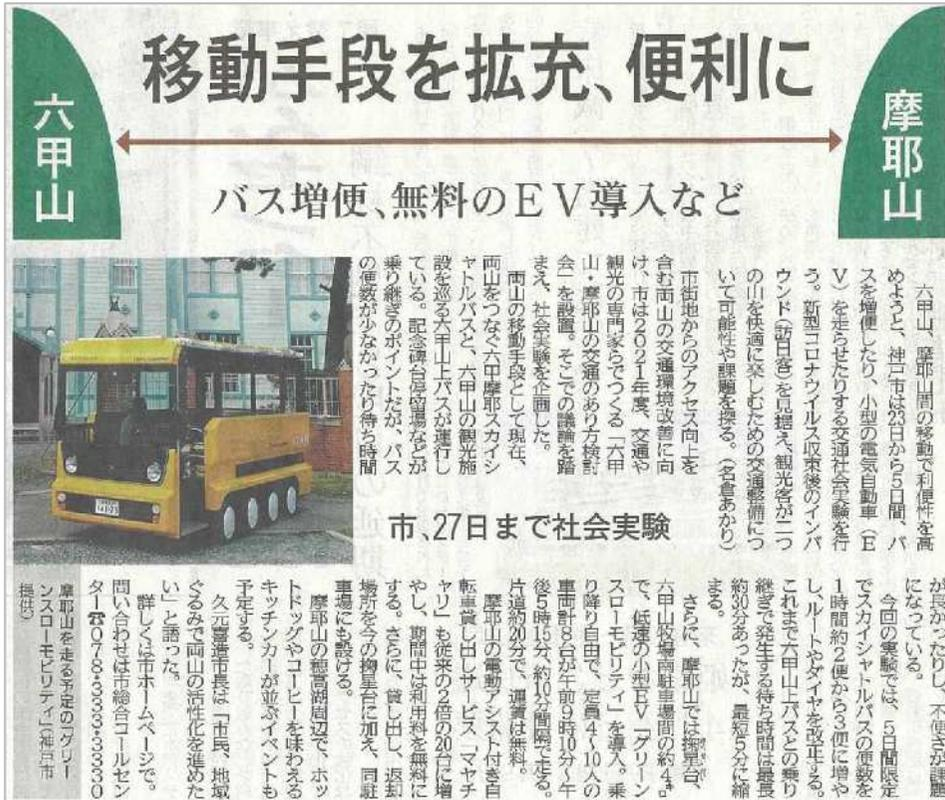 移動手段を拡充、便利に
六甲山
摩耶山
バス増便、無料のEV導入など
六甲山、摩耶山間の移動で利便性を高
めようと、神戸市は23日から5日間、バ
スを増便したり、小型の電気自動車(E
V)を走らせたりする交通社会実験を行
う。新型コロナウイルス収束後のインバ
ウンド(訪日客)を見据え、観光客が二つ
の山を快適に楽しむための交通整備につ
いて可能性や課題を探る。(名倉あかり)
市街地からのアクセス向上を
含む両山の交通環境改善に向
け、市は2021年度、交通や
観光の専門家らでつくる「六甲
山・摩耶山の交通のあり方検討
会」を設置。そこでの議論を踏
まえ、社会実験を企画した。
両山の移動手段として現在、
両山をつなぐ六甲摩耶スカイシ
ャトルバスと、六甲山の観光施
設を巡る六甲山上バスが運行し
ている。記念碑台停留場などが
乗り継ぎのポイントだが、バス
の便数が少なかったり待ち時間
市、27日まで社会実験
が長かったりし、不便さが課題
になっている。
今回の実験では、5日間限定
でスカイシャトルバスの便数を
1時間約2便から3便に増や
し、ルートやダイヤを改正する。
これまで六甲山上バスとの乗り
継ぎで発生する待ち時間は最長
約30分あったが、最短5分に縮
まる。
さらに、摩耶山では掬星台、
六甲山牧場南駐車場間の約4㌔
で、低速の小型EV「グリーン
スローモビリティ」を導入。乗
り降り自由で、定員4~10人の
車両計8台が午前9時10分~午
後5時15分、約10分間隔で走る。
片道約20分で、運賃は無料。
摩耶山の電動アシスト付き自
転車貸し出しサービス「マヤチ
ャリ」も従来の2倍の20台に増
やし、期間中は利用料を無料に
する。さらに、貸し出し、返却
場所を今の掬星台に加え、同駐
車場にも設ける。
摩耶山の穂高湖周辺で、ホッ
トドッグやコーヒーを味わえる
キッチンカーが並ぶイベントも
予定する。
久元喜造市長は「市民、地域
ぐるみで両山の活性化を進めた
い」と語った。
詳しくは市ホームページで。
問い合わせは市総合コールセン
ター☎078・333・3330
摩耶山を走る予定の「グリー
ンスローモビリティ」(神戸市
提供)